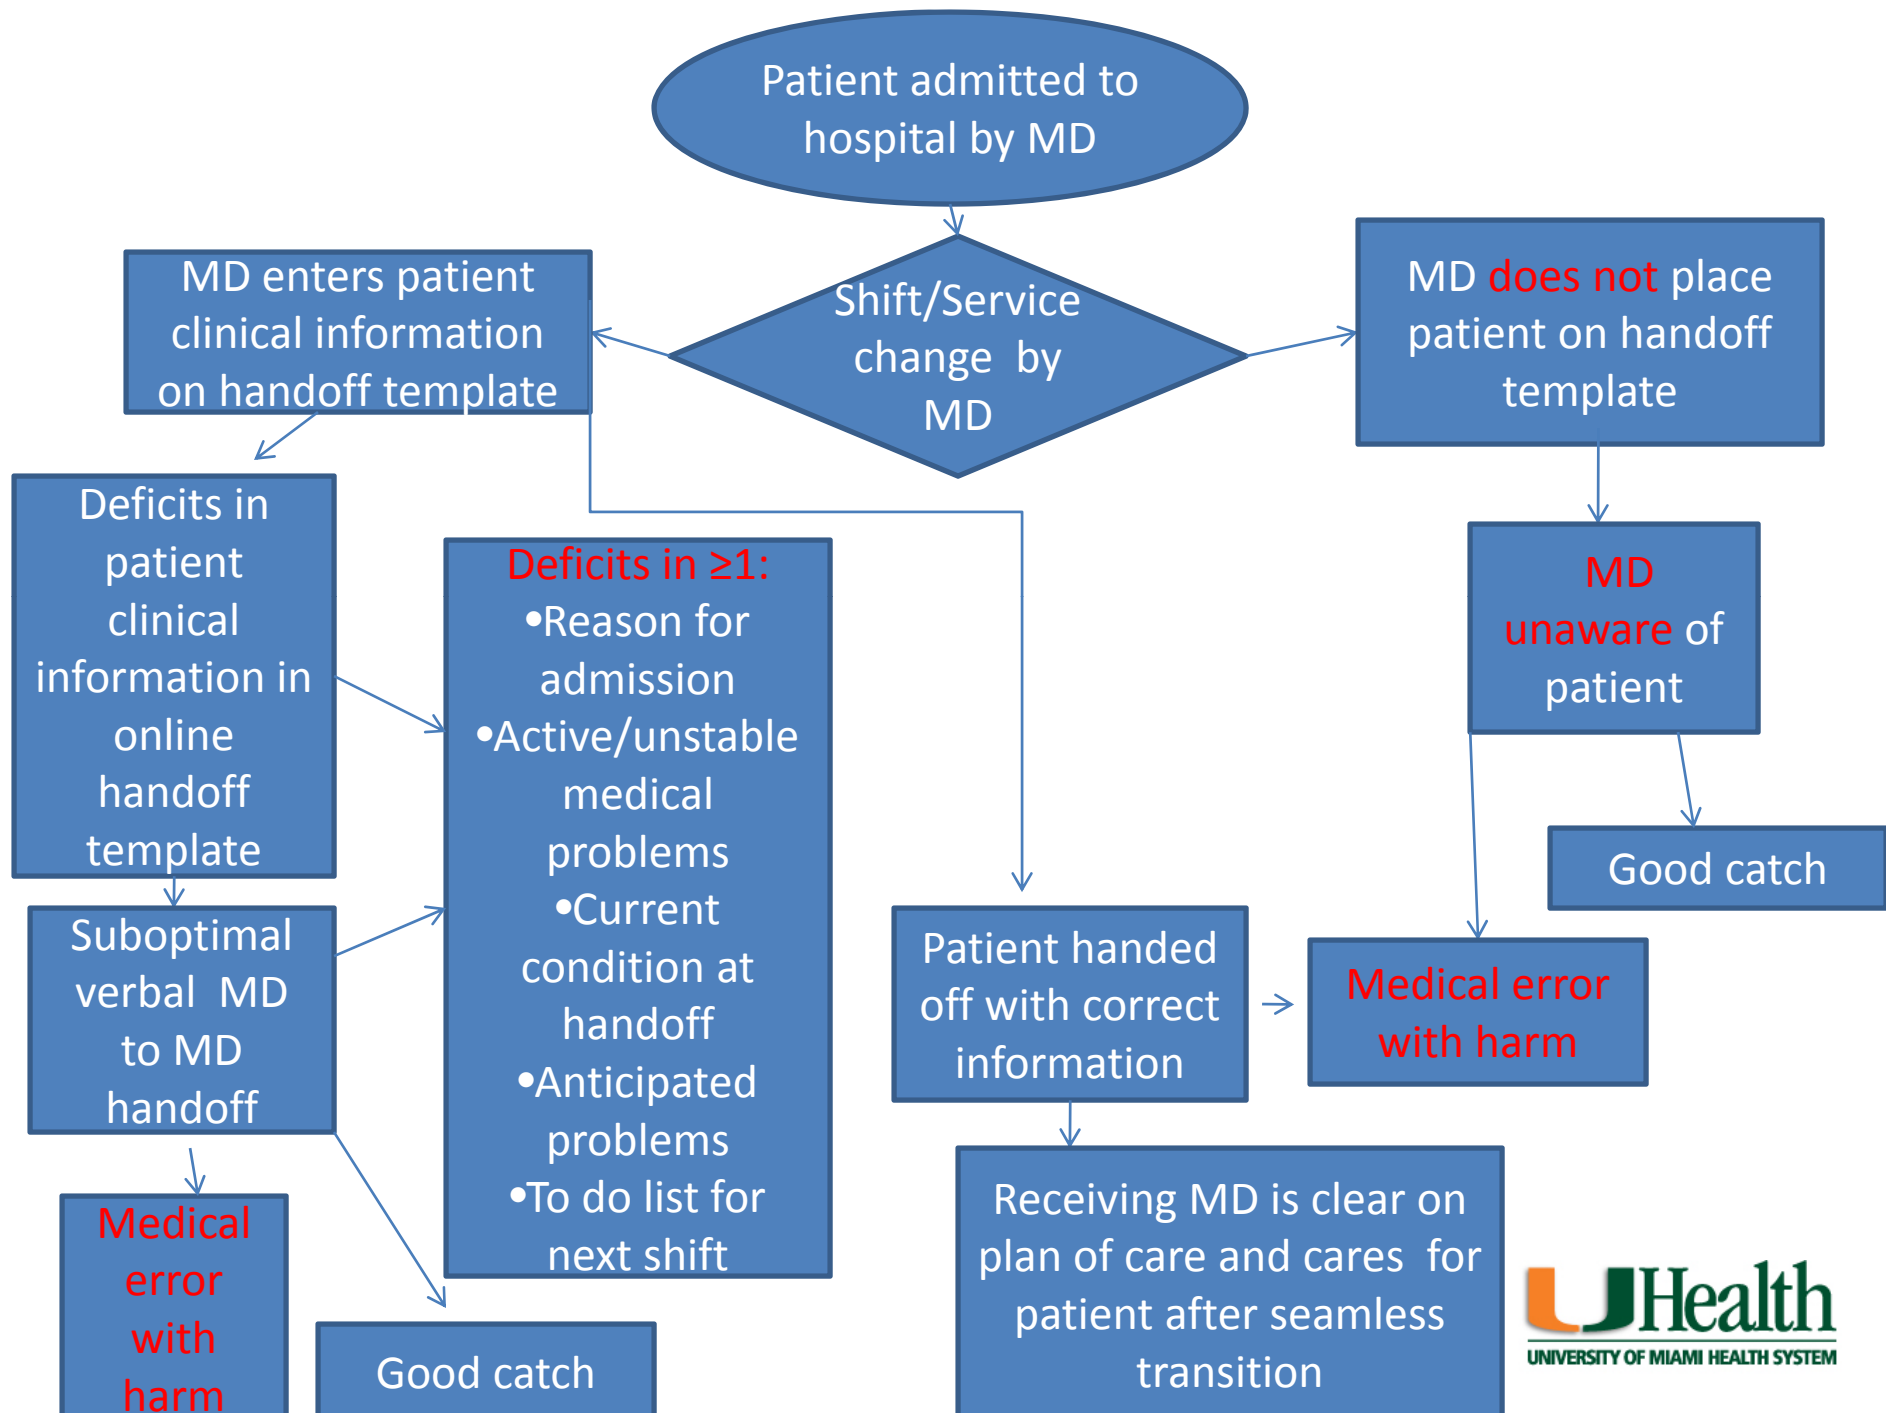 Patient admitted to
hospital by MD
MD enters patient
clinical information
on handoff template
Shift/Service
change by
MD
MD does not place
patient on handoff
template
Deficits in
patient
clinical
information in
online
handoff
template
Deficits in ≥1:
•Reason for
admission
•Active/unstable
medical
problems
•Current
condition at
handoff
•Anticipated
problems
•To do list for
next shift
MD
unaware of
patient
Good catch
Suboptimal
verbal MD
to MD
handoff
Patient handed
off with correct
information
Medical error
with harm
Medical
error
with
harm
Good catch
Receiving MD is clear on
plan of care and cares for
patient after seamless
transition
UHealth
UNIVERSITY OF MIAMI HEALTH SYSTEM